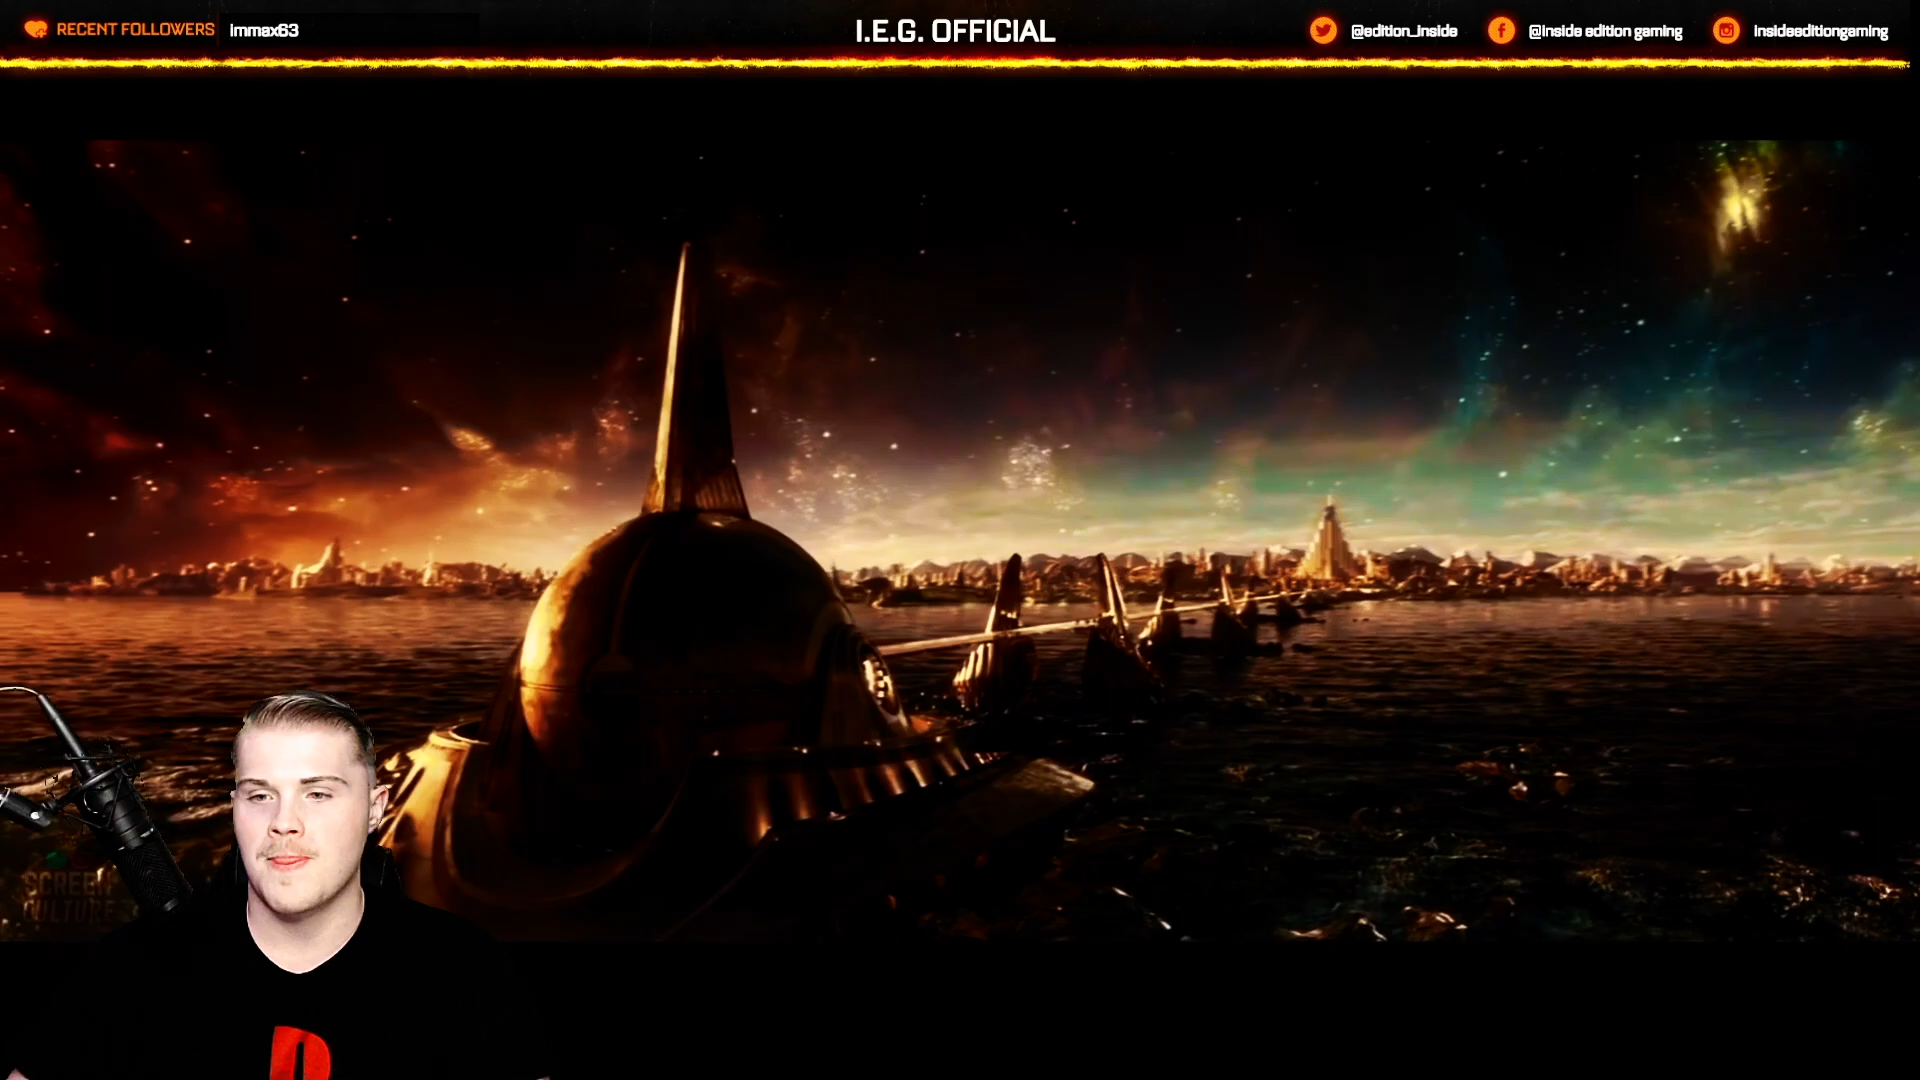 RECENT FOLLOWERS immax63
I.E.G. OFFICIAL
@edition_inside @inside edition gaming insideeditiongaming
SCREEN
CULTURE